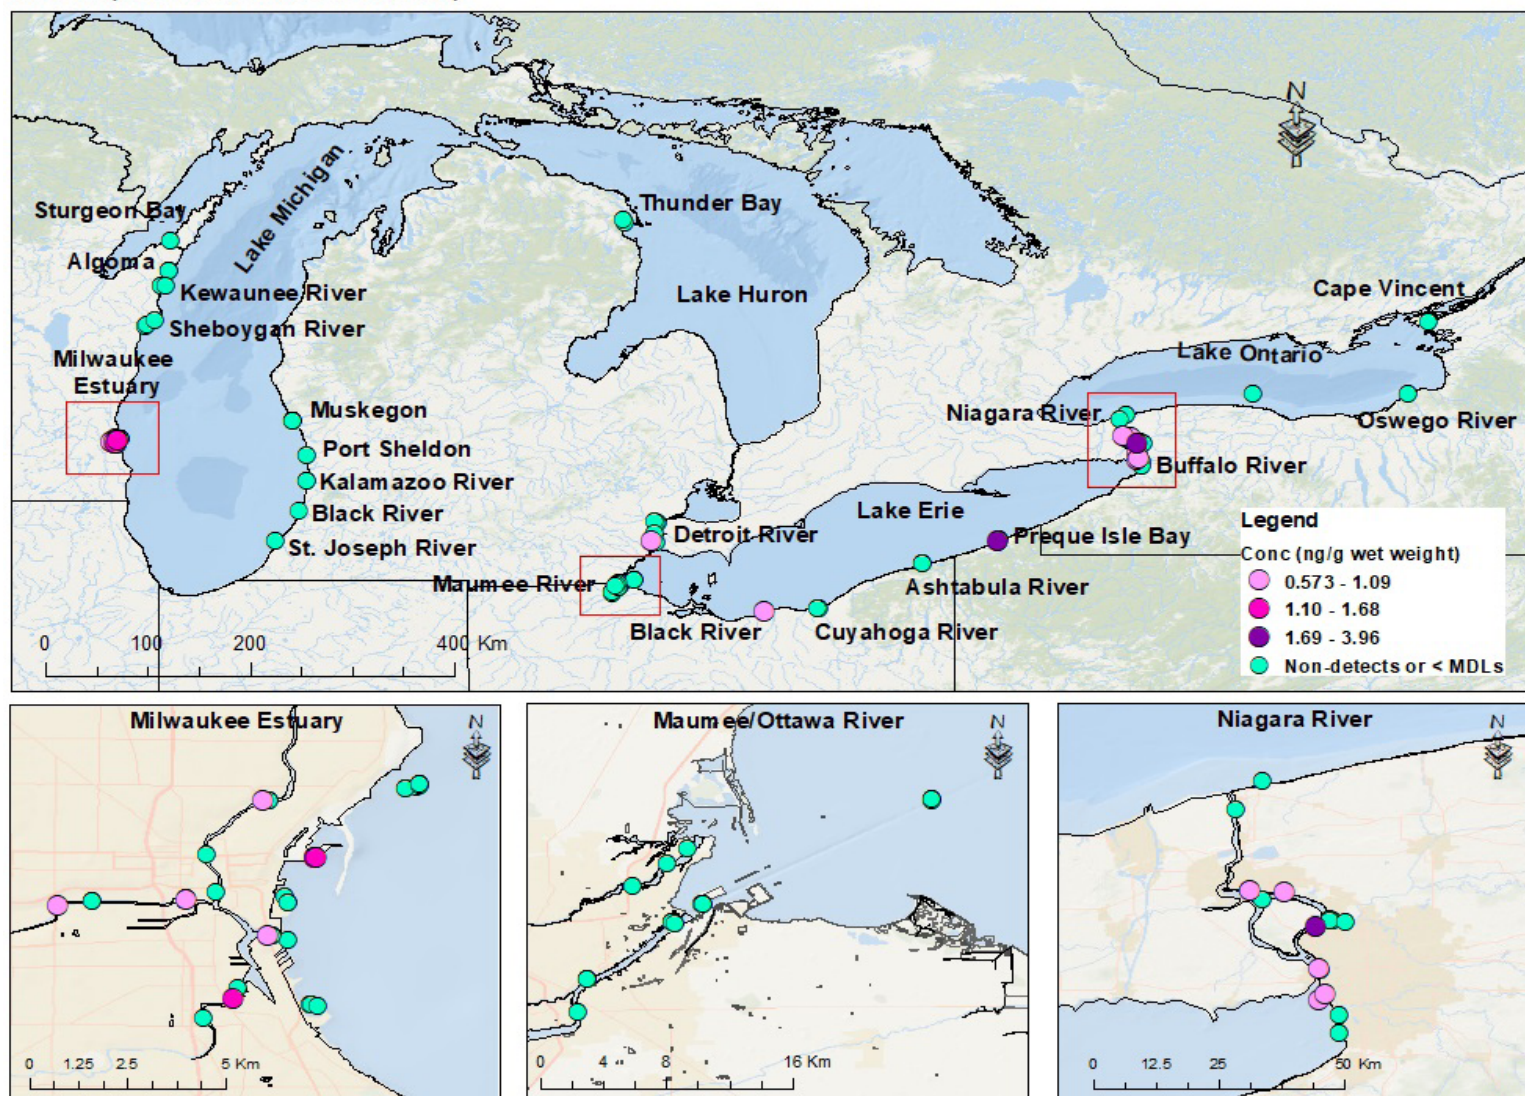 N
Sturgeon Bay
Lake Michigan
Thunder Bay
Algoma
Kewaunee River
Lake Huron
Cape Vincent
Sheboygan River
Milwaukee
Estuary
Lake Ontario
Muskegon
Niagara River
Oswego River
Port Sheldon
Kalamazoo River
Buffalo River
Black River
Lake Erie
Detroit River
Preque Isle Bay
St. Joseph River
Maumee River
Ashtabula River
Black River
Cuyahoga River
0 100 200 400 Km
Legend
Conc (ng/g wet weight)
0.573 - 1.09
1.10 - 1.68
1.69 - 3.96
Non-detects or < MDLs
Milwaukee Estuary
N
0 1.25 2.5 5 Km
Maumee/Ottawa River
N
0 4 8 16 Km
Niagara River
N
0 12.5 25 50 Km